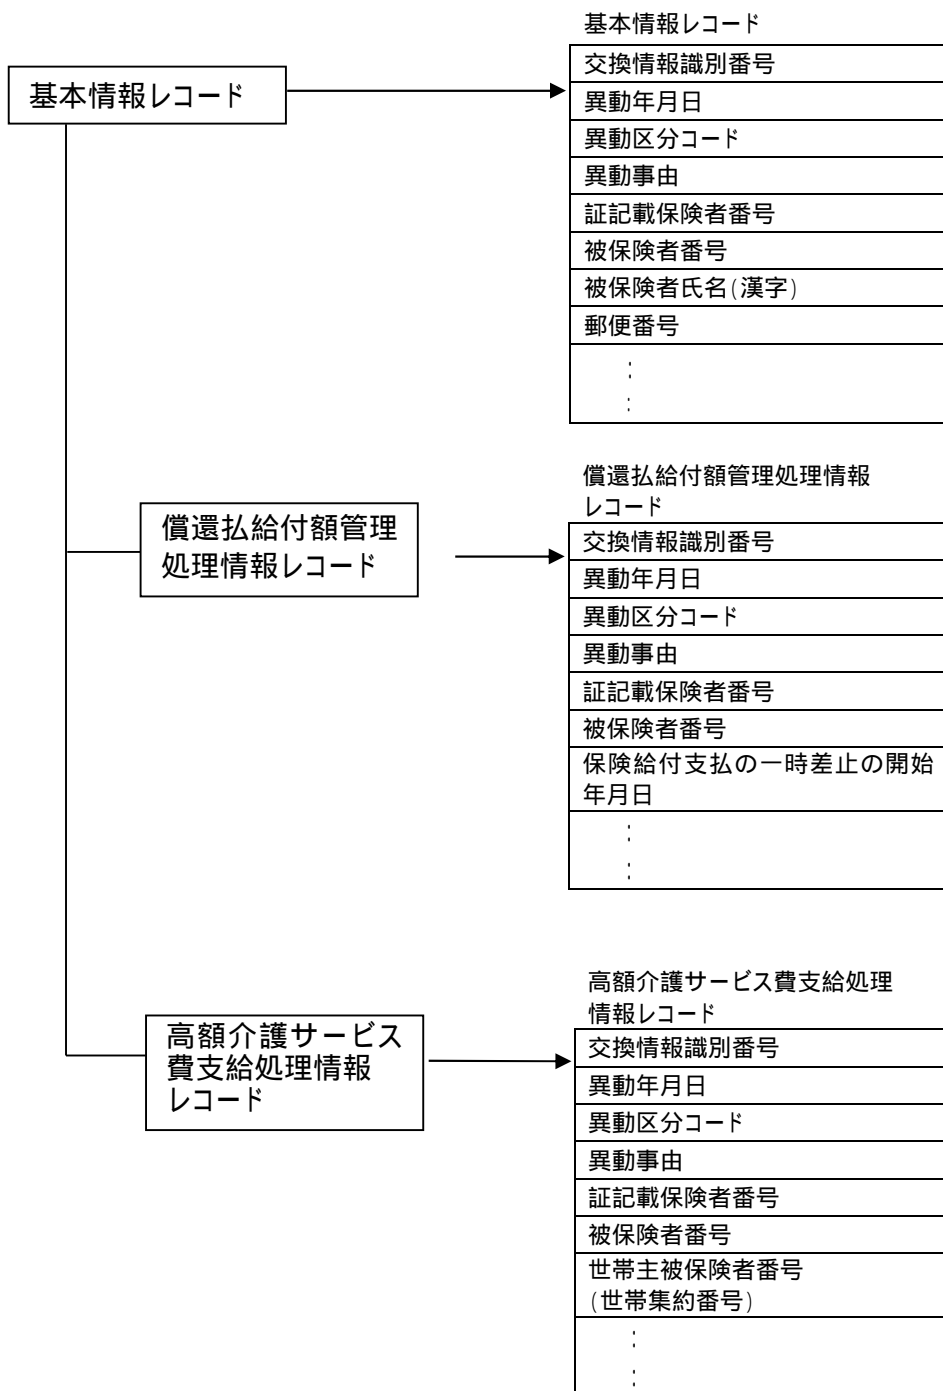 基本情報レコード
基本情報レコード
交換情報識別番号
異動年月日
異動区分コード
異動事由
証記載保険者番号
被保険者番号
被保険者氏名(漢字)
郵便番号
:
:
償還払給付額管理
処理情報レコード
償還払給付額管理処理情報
レコード
交換情報識別番号
異動年月日
異動区分コード
異動事由
証記載保険者番号
被保険者番号
保険給付支払の一時差止の開始
年月日
:
:
高額介護サービス
費支給処理情報
レコード
高額介護サービス費支給処理
情報レコード
交換情報識別番号
異動年月日
異動区分コード
異動事由
証記載保険者番号
被保険者番号
世帯主被保険者番号
(世帯集約番号)
:
: